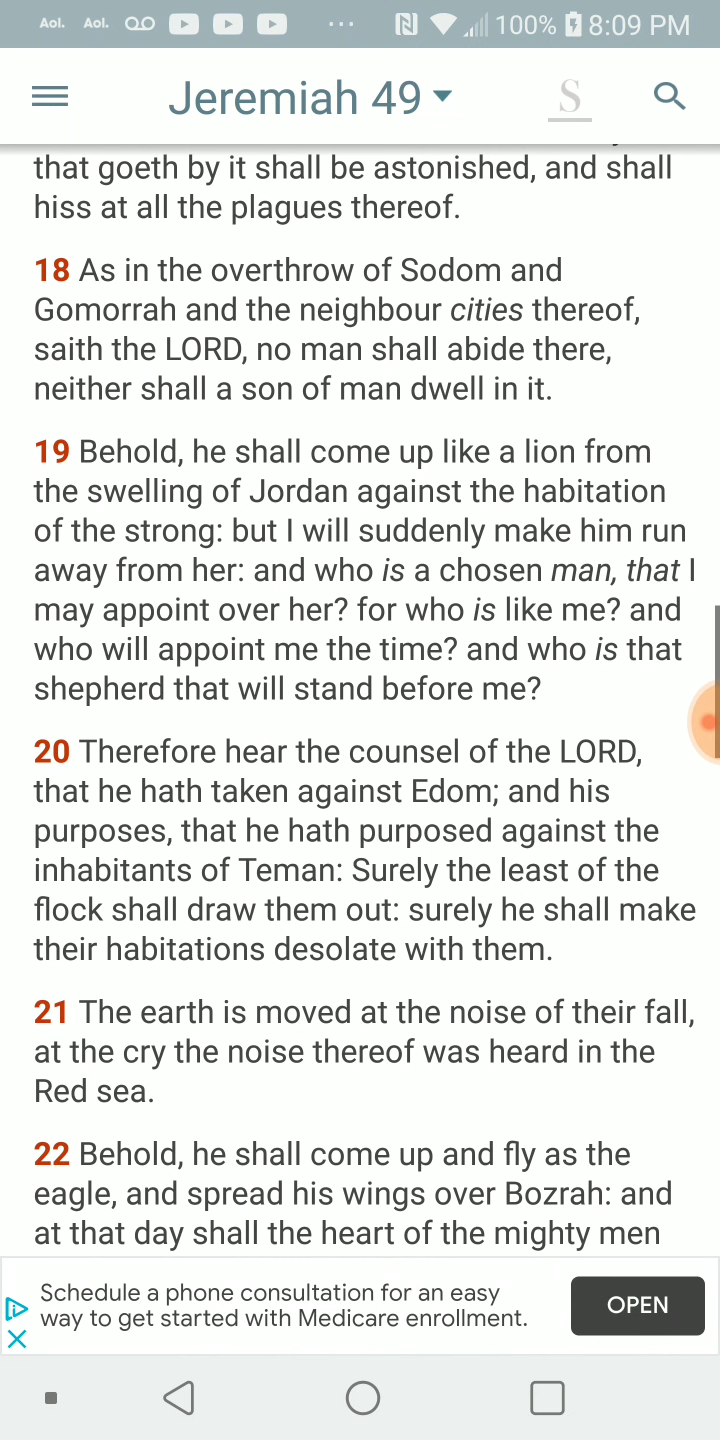 Aol. Aol. ... 100% 8:09 PM
Jeremiah 49 S
that goeth by it shall be astonished, and shall
hiss at all the plagues thereof.
18 As in the overthrow of Sodom and
Gomorrah and the neighbour cities thereof,
saith the LORD, no man shall abide there,
neither shall a son of man dwell in it.
19 Behold, he shall come up like a lion from
the swelling of Jordan against the habitation
of the strong: but I will suddenly make him run
away from her: and who is a chosen man, that I
may appoint over her? for who is like me? and
who will appoint me the time? and who is that
shepherd that will stand before me?
20 Therefore hear the counsel of the LORD,
that he hath taken against Edom; and his
purposes, that he hath purposed against the
inhabitants of Teman: Surely the least of the
flock shall draw them out: surely he shall make
their habitations desolate with them.
21 The earth is moved at the noise of their fall,
at the cry the noise thereof was heard in the
Red sea.
22 Behold, he shall come up and fly as the
eagle, and spread his wings over Bozrah: and
at that day shall the heart of the mighty men
Schedule a phone consultation for an easy
way to get started with Medicare enrollment.
OPEN